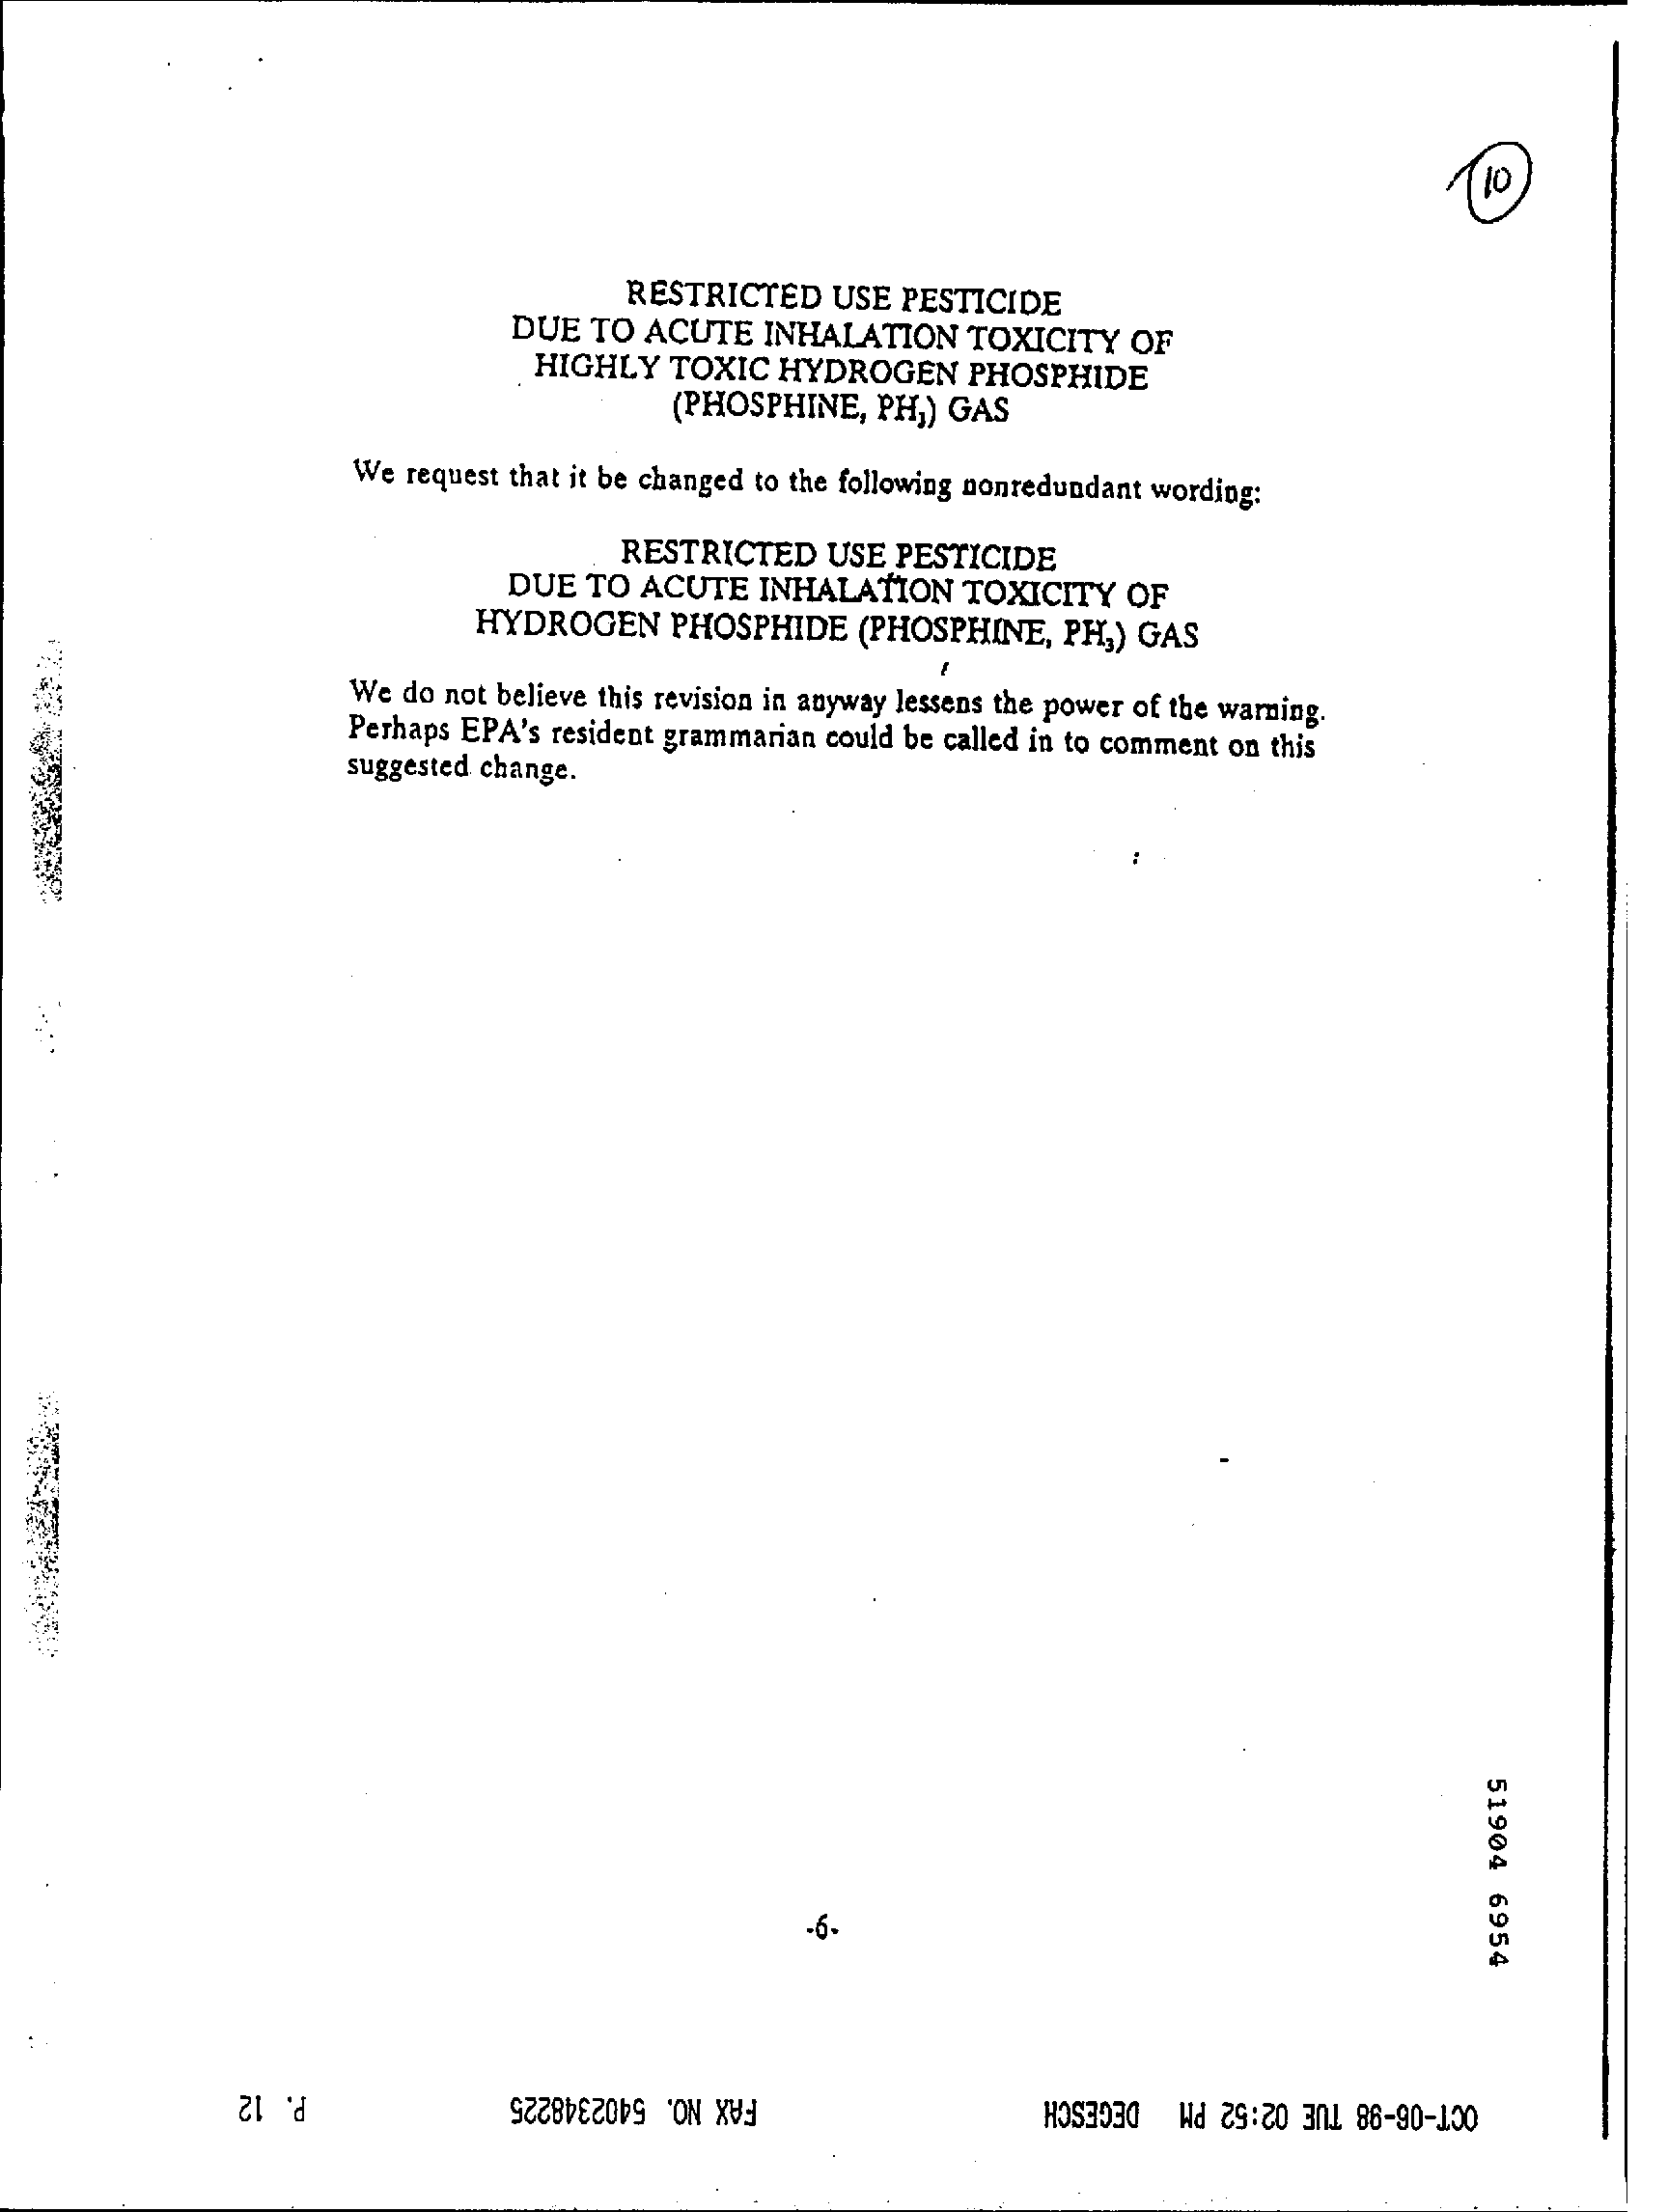 10
RESTRICTED USE PESTICIDE
DUE TO ACUTE INHALATION TOXICITY OF
HIGHLY TOXIC HYDROGEN PHOSPHIDE
(PHOSPHINE, PH₃) GAS
We request that it be changed to the following nonredundant wording:
RESTRICTED USE PESTICIDE
DUE TO ACUTE INHALATION TOXICITY OF
HYDROGEN PHOSPHIDE (PHOSPHINE, PH₃) GAS
We do not believe this revision in anyway lessens the power of the warning.
Perhaps EPA's resident grammarian could be called in to comment on this
suggested change.
51904 6954
-6-
OCT-06-98 TUE 02:52 PM DEGESCH FAX NO. 5402348225 P. 12